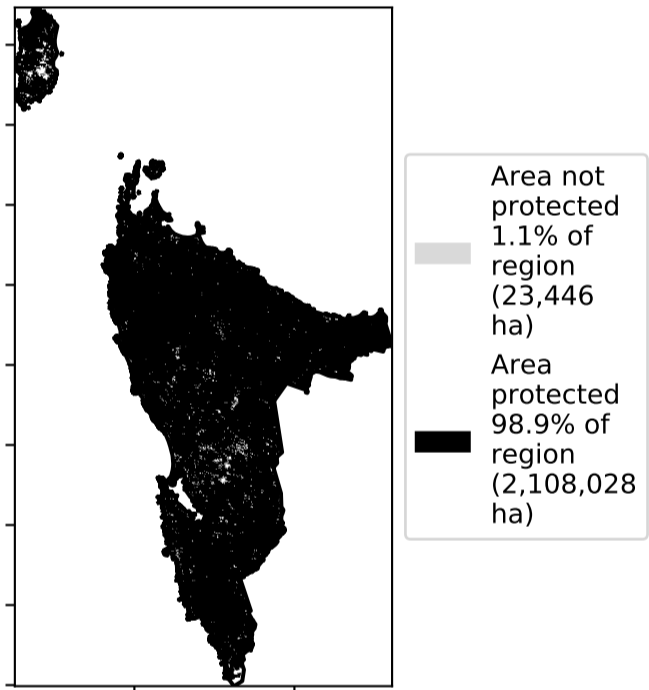 Area not
protected
1.1% of
region
(23,446
ha)
Area
protected
98.9% of
region
(2,108,028
ha)